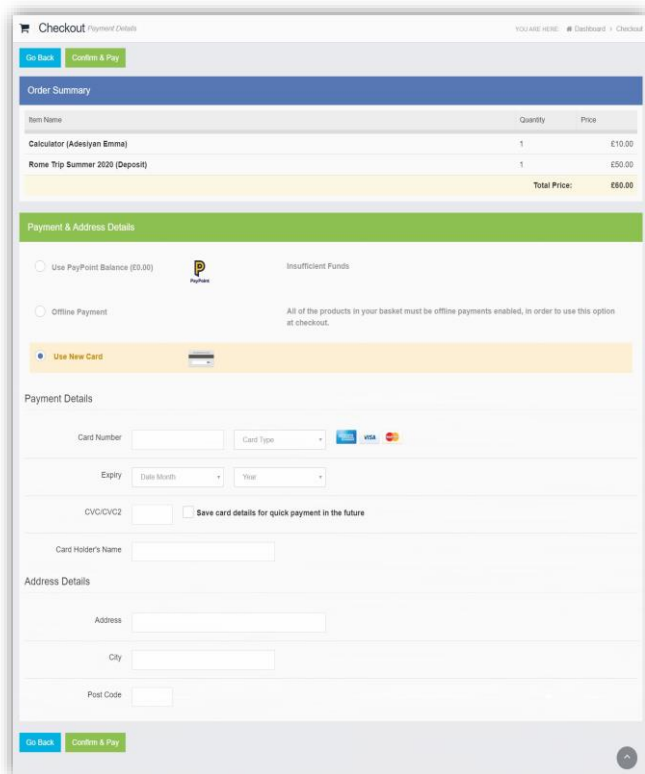 Checkout Payment Details YOU ARE HERE: Dashboard > Checkout
Go Back Confirm & Pay
Order Summary
Item Name Quantity Price
Calculator (Adesiyan Emma) 1 £10.00
Rome Trip Summer 2020 (Deposit) 1 £50.00
Total Price: £60.00
Payment & Address Details
Use PayPoint Balance (£0.00) PayPoint Insufficient Funds
Offline Payment All of the products in your basket must be offline payments enabled, in order to use this option
at checkout.
Use New Card
Payment Details
Card Number Card Type VISA
Expiry Date Month Year
CVC/CVC2 Save card details for quick payment in the future
Card Holder's Name
Address Details
Address
City
Post Code
Go Back Confirm & Pay